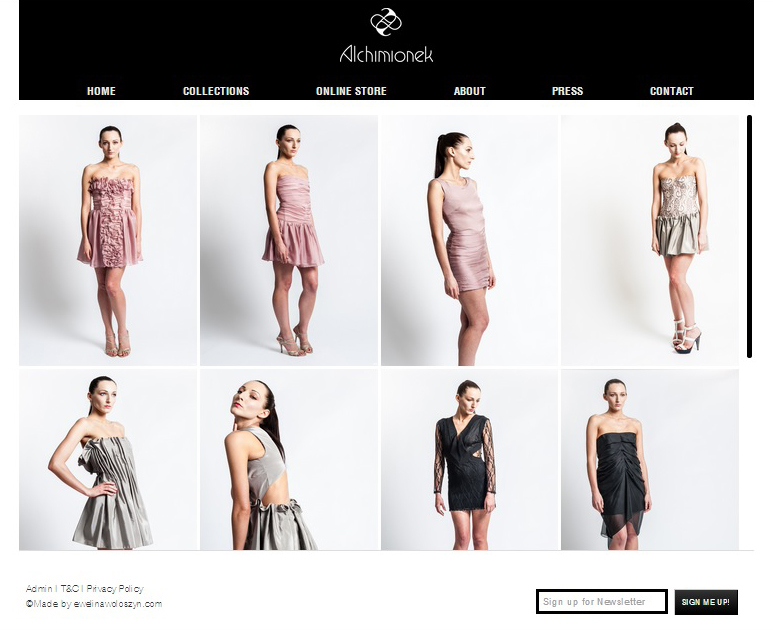 Alchimionek
HOME COLLECTIONS ONLINE STORE ABOUT PRESS CONTACT
Admin | T&C | Privacy Policy
©Made by ewelinawoloszyn.com
Sign up for Newsletter SIGN ME UP!